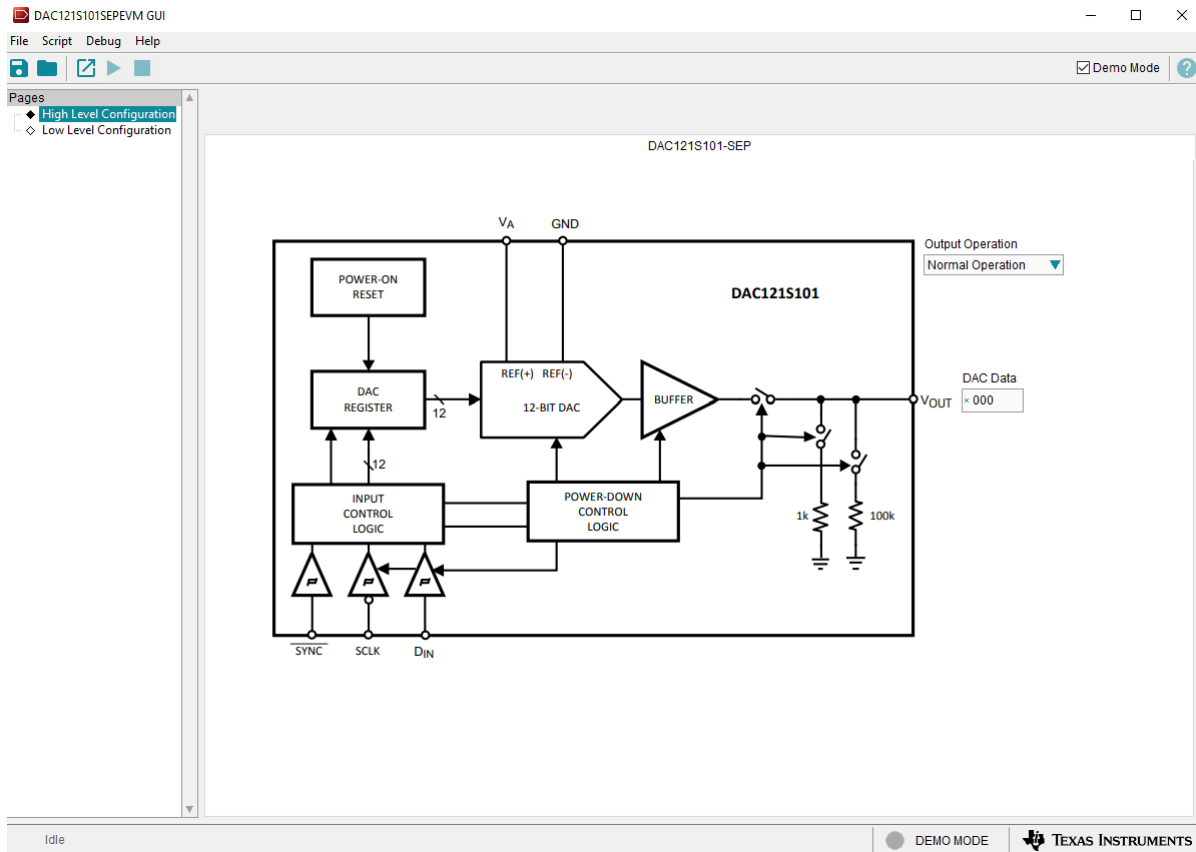 DAC121S101SEPEVM GUI
File Script Debug Help
Demo Mode
?
Pages
High Level Configuration
Low Level Configuration
DAC121S101-SEP
VA GND
Output Operation
Normal Operation
POWER-ON
RESET
DAC121S101
REF(+) REF(-)
DAC
REGISTER
12
12-BIT DAC
BUFFER
DAC Data
VOUT
× 000
12
INPUT
CONTROL
LOGIC
POWER-DOWN
CONTROL
LOGIC
1k
100k
SYNC SCLK DIN
Idle
DEMO MODE
TEXAS INSTRUMENTS